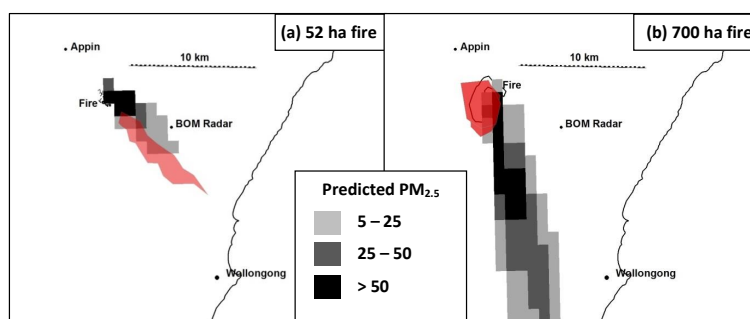 (a) 52 ha fire
Appin
10 km
Fire
BOM Radar
Wollongong
(b) 700 ha fire
Appin
10 km
Fire
BOM Radar
Wollongong
Predicted PM2.5
5 – 25
25 – 50
> 50